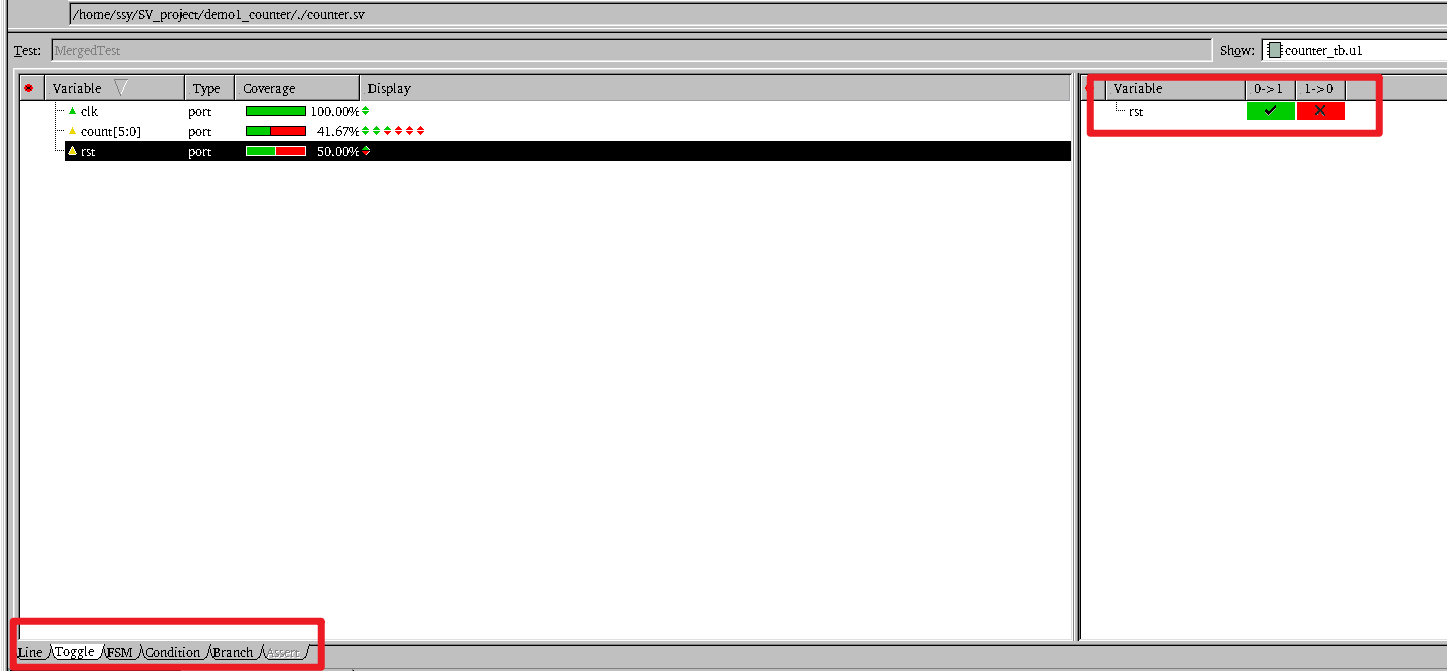 /home/ssy/SV_project/demo1_counter/./counter.sv
Test: MergedTest Show: counter_tb.u1
Variable Type Coverage Display Variable 0->1 1->0
clk port 100.00% rst
count[5:0] port 41.67%
rst port 50.00%
Line Toggle FSM Condition Branch Assert